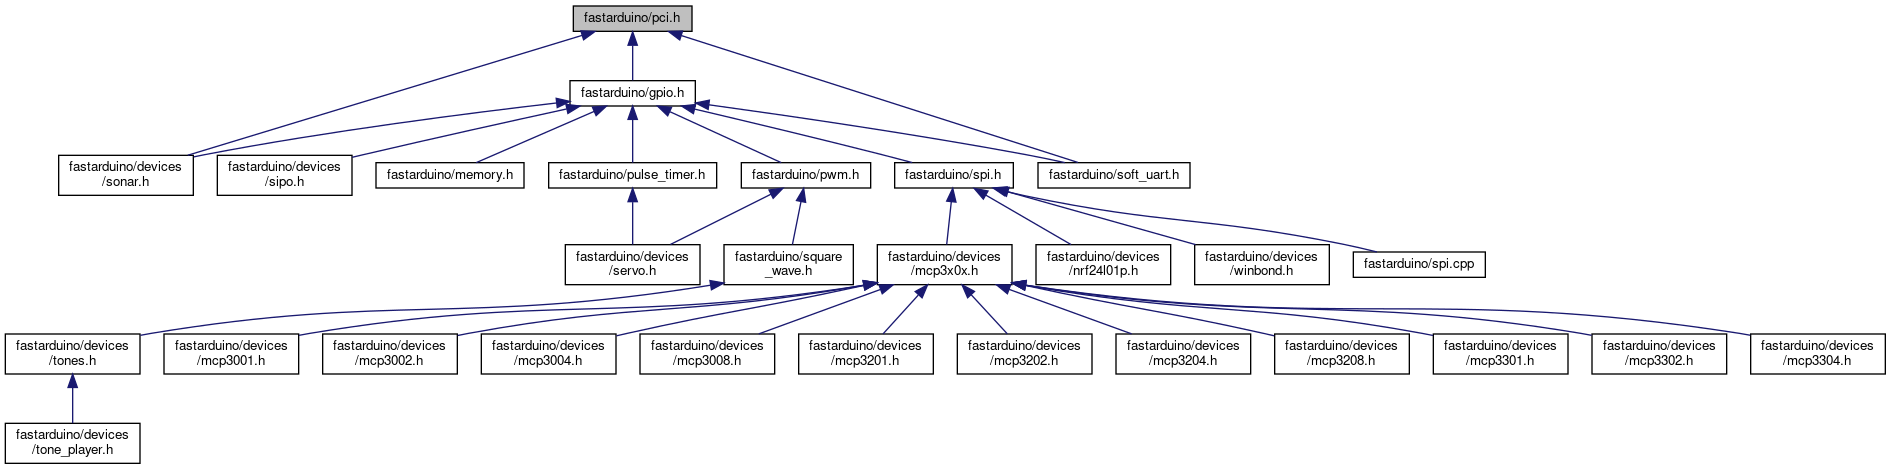 fastarduino/pci.h
fastarduino/gpio.h
fastarduino/devices
/sonar.h
fastarduino/devices
/sipo.h
fastarduino/memory.h
fastarduino/pulse_timer.h
fastarduino/pwm.h
fastarduino/spi.h
fastarduino/soft_uart.h
fastarduino/devices
/servo.h
fastarduino/square
_wave.h
fastarduino/devices
/mcp3x0x.h
fastarduino/devices
/nrf24l01p.h
fastarduino/devices
/winbond.h
fastarduino/spi.cpp
fastarduino/devices
/tones.h
fastarduino/devices
/mcp3001.h
fastarduino/devices
/mcp3002.h
fastarduino/devices
/mcp3004.h
fastarduino/devices
/mcp3008.h
fastarduino/devices
/mcp3201.h
fastarduino/devices
/mcp3202.h
fastarduino/devices
/mcp3204.h
fastarduino/devices
/mcp3208.h
fastarduino/devices
/mcp3301.h
fastarduino/devices
/mcp3302.h
fastarduino/devices
/mcp3304.h
fastarduino/devices
/tone_player.h